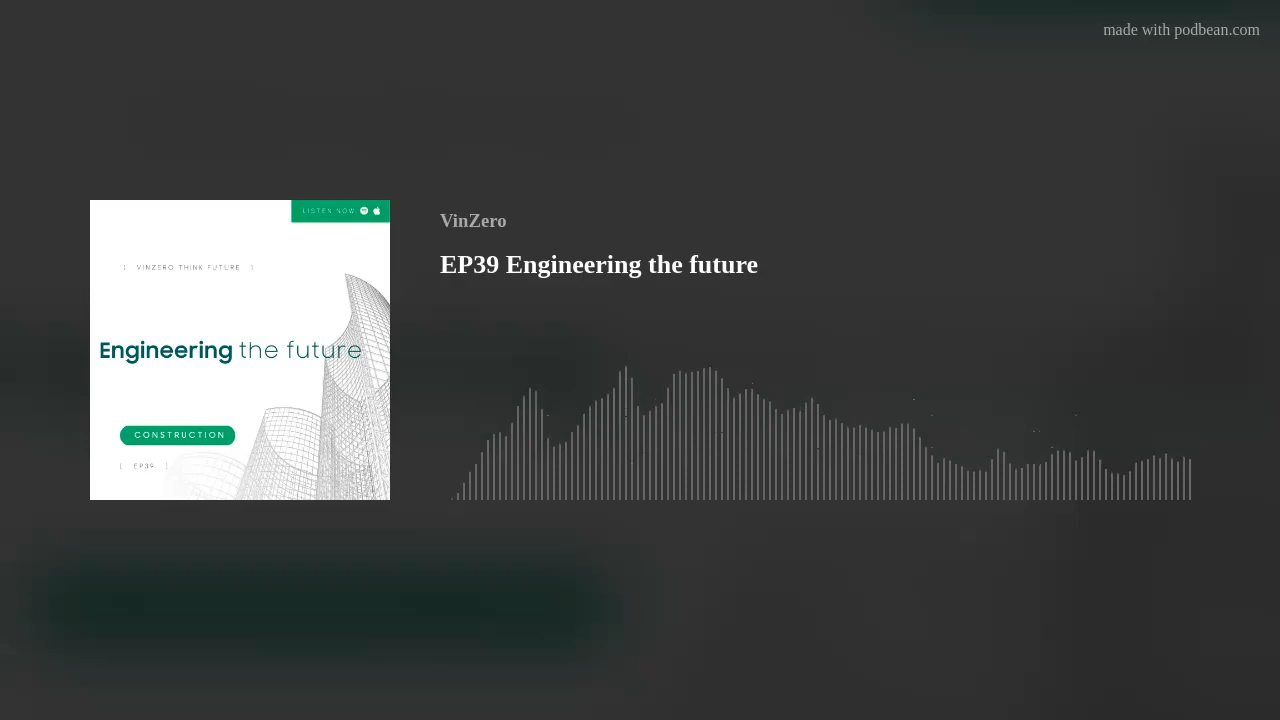 made with podbean.com
LISTEN NOW
[ VINZERO THINK FUTURE ]
Engineering the future
CONSTRUCTION
[ EP39 ]
VinZero
EP39 Engineering the future